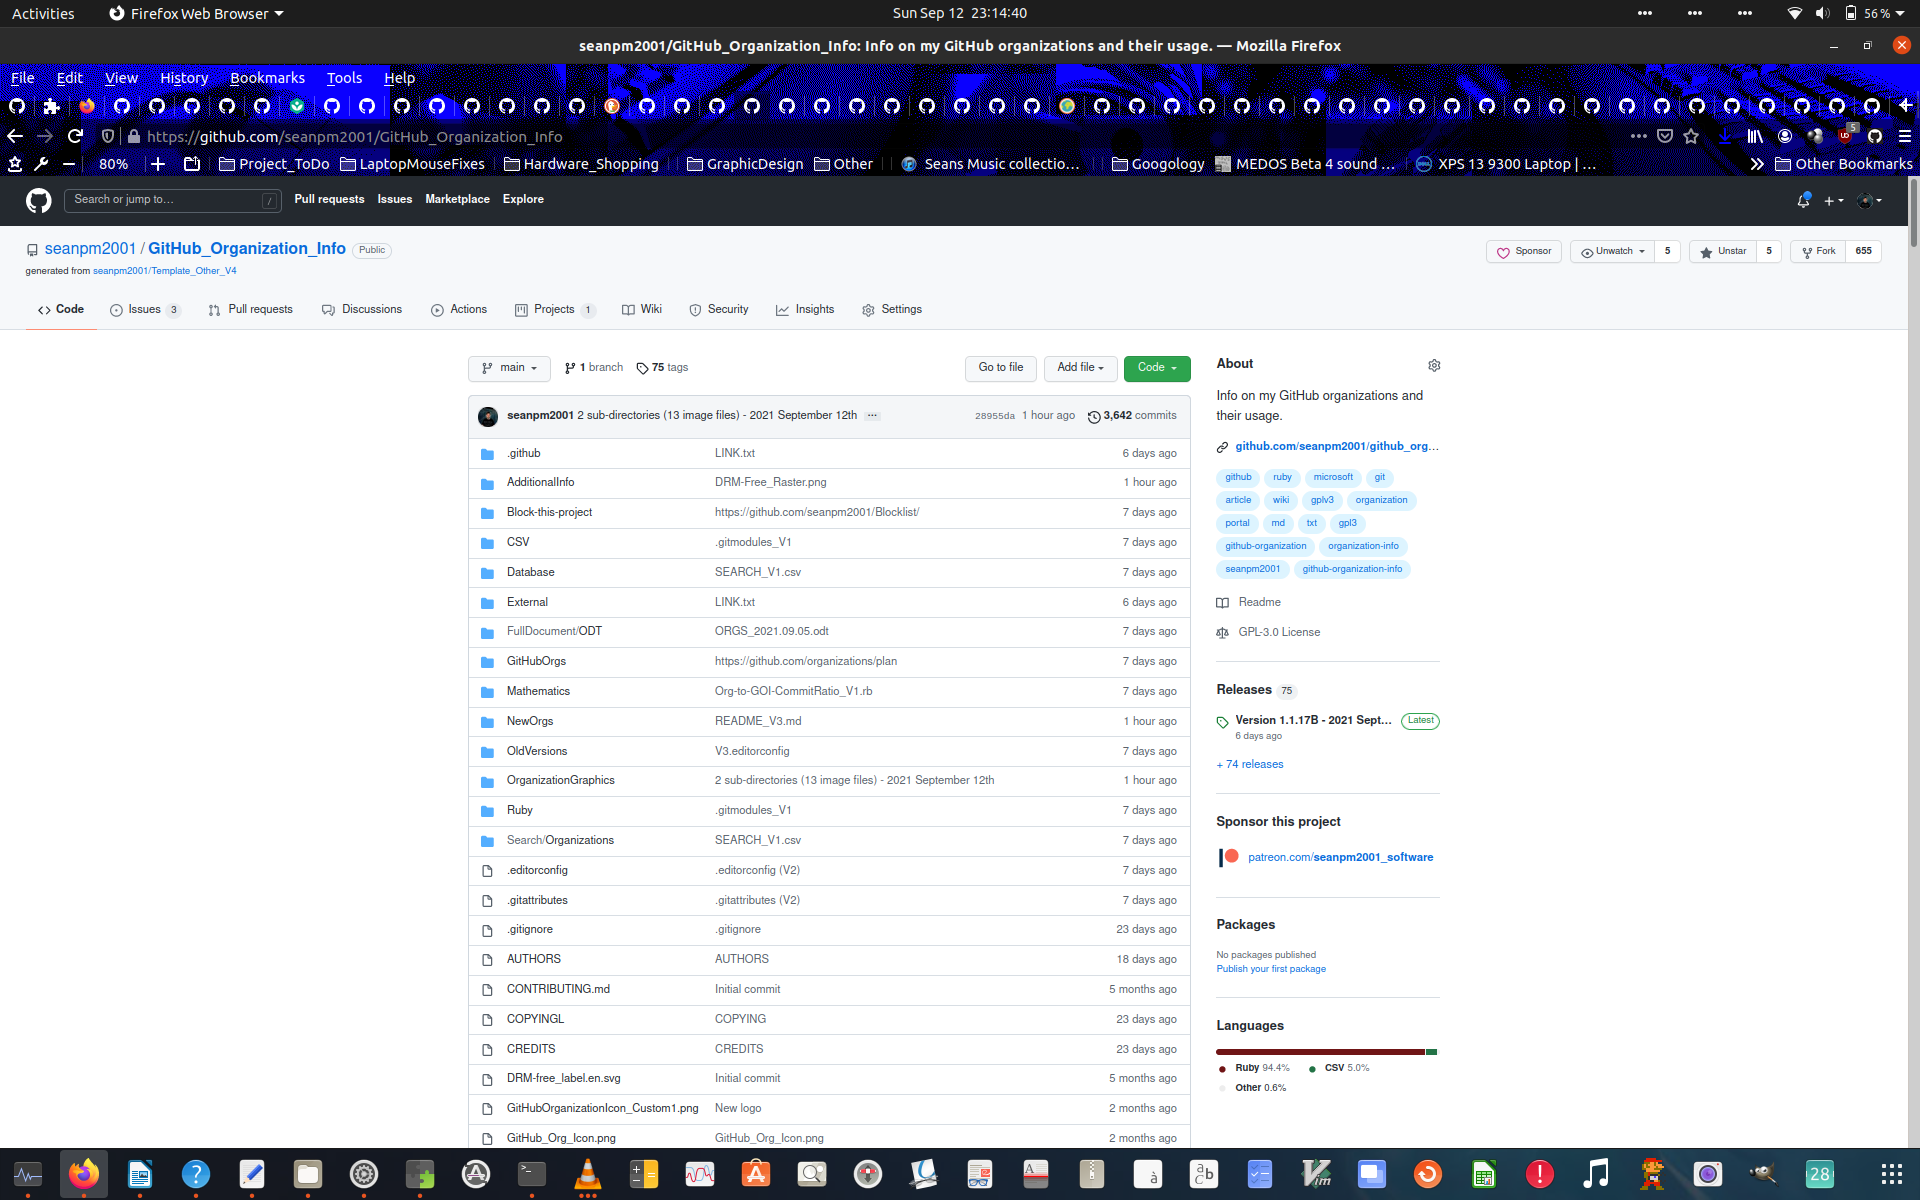 Activities Firefox Web Browser Sun Sep 12 23:14:40 56 %
seanpm2001/GitHub_Organization_Info: Info on my GitHub organizations and their usage. — Mozilla Firefox
File Edit View History Bookmarks Tools Help
https://github.com/seanpm2001/GitHub_Organization_Info 5
80% Project_ToDo LaptopMouseFixes Hardware_Shopping GraphicDesign Other Seans Music collectio… Googology MEDOS Beta 4 sound … XPS 13 9300 Laptop | … Other Bookmarks
Search or jump to… / Pull requests Issues Marketplace Explore
seanpm2001 / GitHub_Organization_Info Public Sponsor Unwatch 5 Unstar 5 Fork 655
generated from seanpm2001/Template_Other_V4
Code Issues 3 Pull requests Discussions Actions Projects 1 Wiki Security Insights Settings
main 1 branch 75 tags Go to file Add file Code
seanpm2001 2 sub-directories (13 image files) - 2021 September 12th ... 28955da 1 hour ago 3,642 commits
.github LINK.txt 6 days ago
AdditionalInfo DRM-Free_Raster.png 1 hour ago
Block-this-project https://github.com/seanpm2001/Blocklist/ 7 days ago
CSV .gitmodules_V1 7 days ago
Database SEARCH_V1.csv 7 days ago
External LINK.txt 6 days ago
FullDocument/ODT ORGS_2021.09.05.odt 7 days ago
GitHubOrgs https://github.com/organizations/plan 7 days ago
Mathematics Org-to-GOI-CommitRatio_V1.rb 7 days ago
NewOrgs README_V3.md 1 hour ago
OldVersions V3.editorconfig 7 days ago
OrganizationGraphics 2 sub-directories (13 image files) - 2021 September 12th 1 hour ago
Ruby .gitmodules_V1 7 days ago
Search/Organizations SEARCH_V1.csv 7 days ago
.editorconfig .editorconfig (V2) 7 days ago
.gitattributes .gitattributes (V2) 7 days ago
.gitignore .gitignore 23 days ago
AUTHORS AUTHORS 18 days ago
CONTRIBUTING.md Initial commit 5 months ago
COPYINGL COPYING 23 days ago
CREDITS CREDITS 23 days ago
DRM-free_label.en.svg Initial commit 5 months ago
GitHubOrganizationIcon_Custom1.png New logo 2 months ago
GitHub_Org_Icon.png GitHub_Org_Icon.png 2 months ago
About
Info on my GitHub organizations and
their usage.
github.com/seanpm2001/github_org…
github ruby microsoft git
article wiki gplv3 organization
portal md txt gpl3
github-organization organization-info
seanpm2001 github-organization-info
Readme
GPL-3.0 License
Releases 75
Version 1.1.17B - 2021 Sept… Latest
6 days ago
+ 74 releases
Sponsor this project
patreon.com/seanpm2001_software
Packages
No packages published
Publish your first package
Languages
Ruby 94.4% CSV 5.0%
Other 0.6%
28